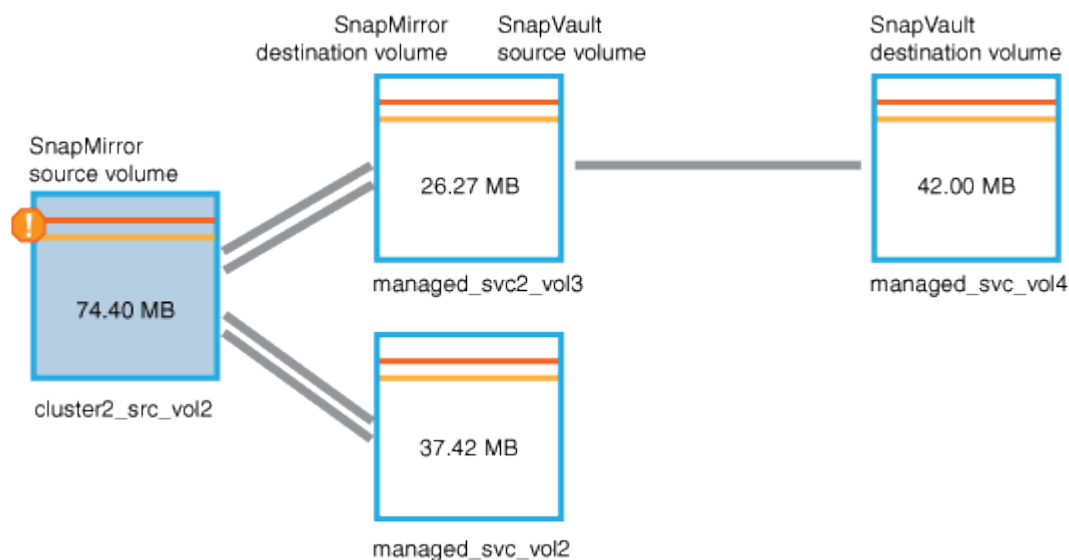 SnapMirror
destination volume
SnapVault
source volume
SnapVault
destination volume
SnapMirror
source volume
!
26.27 MB
42.00 MB
managed_svc2_vol3
managed_svc_vol4
74.40 MB
cluster2_src_vol2
37.42 MB
managed_svc_vol2